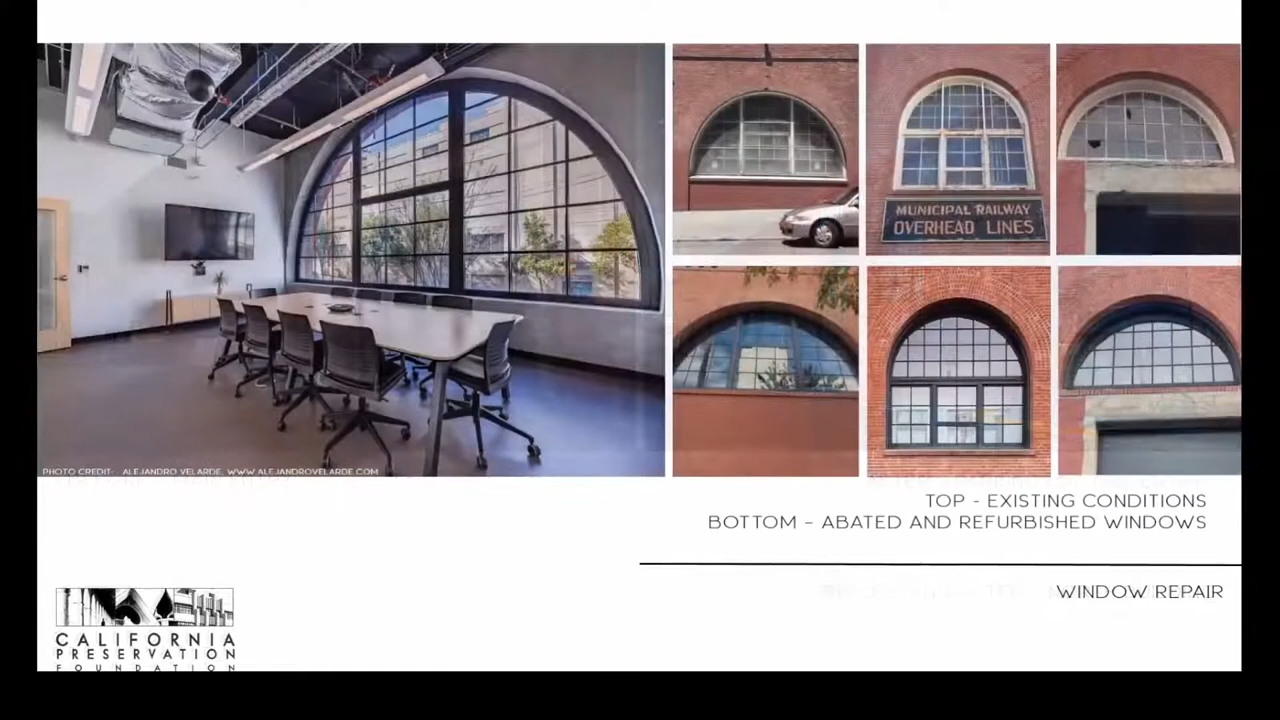 MUNICIPAL RAILWAY
OVERHEAD LINES
PHOTO CREDIT: ALEJANDRO VELARDE, WWW.ALEJANDROVELARDE.COM
TOP - EXISTING CONDITIONS
BOTTOM - ABATED AND REFURBISHED WINDOWS
WINDOW REPAIR
CALIFORNIA
PRESERVATION
FOUNDATION